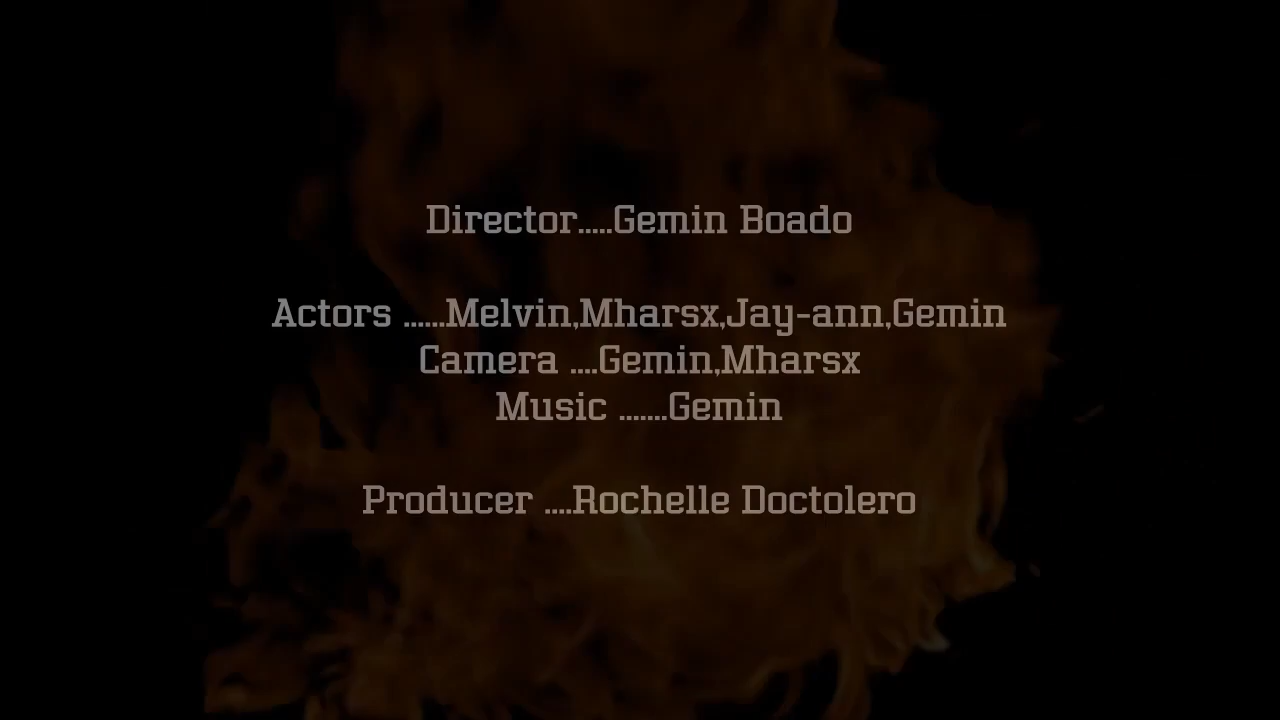 Director.....Gemin Boado
Actors ......Melvin,Mharsx,Jay-ann,Gemin
Camera ....Gemin,Mharsx
Music .......Gemin
Producer ....Rochelle Doctolero